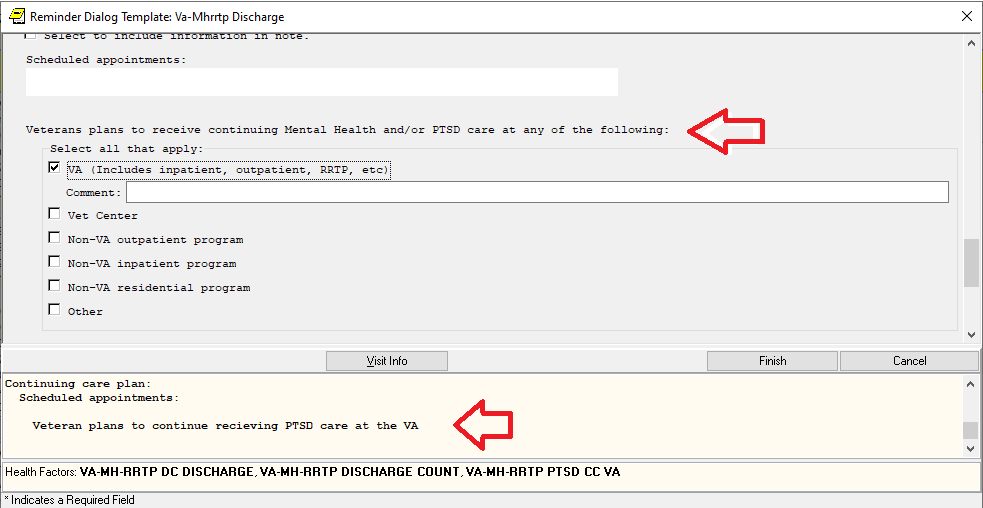 Reminder Dialog Template: Va-Mhrrtp Discharge
Select to include information in note.
Scheduled appointments:
Veterans plans to receive continuing Mental Health and/or PTSD care at any of the following:
Select all that apply:
VA (Includes inpatient, outpatient, RRTP, etc)
Comment:
Vet Center
Non-VA outpatient program
Non-VA inpatient program
Non-VA residential program
Other
Visit Info Finish Cancel
Continuing care plan:
Scheduled appointments:
Veteran plans to continue recieving PTSD care at the VA
Health Factors: VA-MH-RRTP DC DISCHARGE, VA-MH-RRTP DISCHARGE COUNT, VA-MH-RRTP PTSD CC VA
* Indicates a Required Field